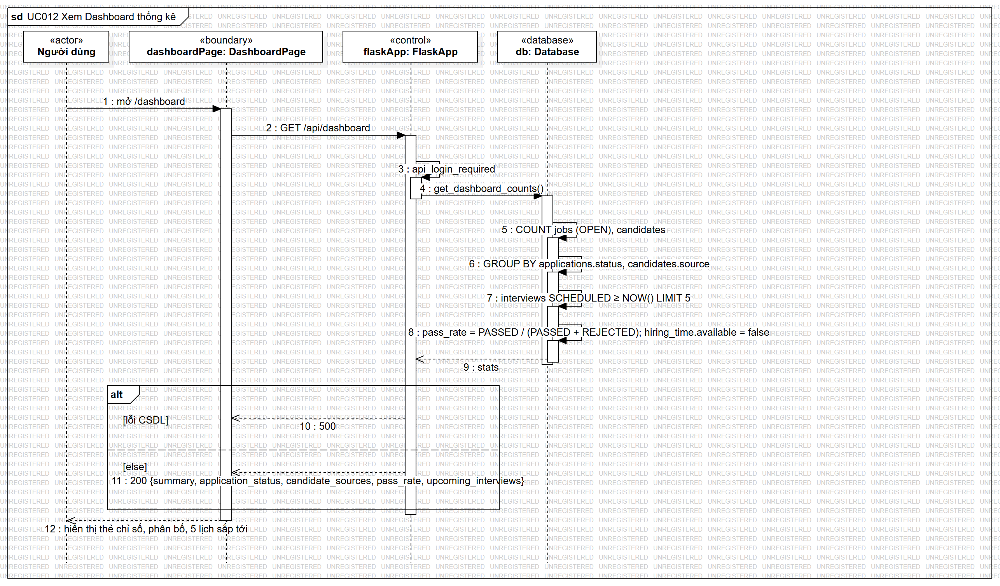 sd UC012 Xem Dashboard thống kê
«actor»
Người dùng
«boundary»
dashboardPage: DashboardPage
«control»
flaskApp: FlaskApp
«database»
db: Database
1 : mở /dashboard
2 : GET /api/dashboard
3 : api_login_required
4 : get_dashboard_counts()
5 : COUNT jobs (OPEN), candidates
6 : GROUP BY applications.status, candidates.source
7 : interviews SCHEDULED ≥ NOW() LIMIT 5
8 : pass_rate = PASSED / (PASSED + REJECTED); hiring_time.available = false
9 : stats
alt
[lỗi CSDL]
10 : 500
[else]
11 : 200 {summary, application_status, candidate_sources, pass_rate, upcoming_interviews}
12 : hiển thị thẻ chỉ số, phân bố, 5 lịch sắp tới
UNREGISTERED